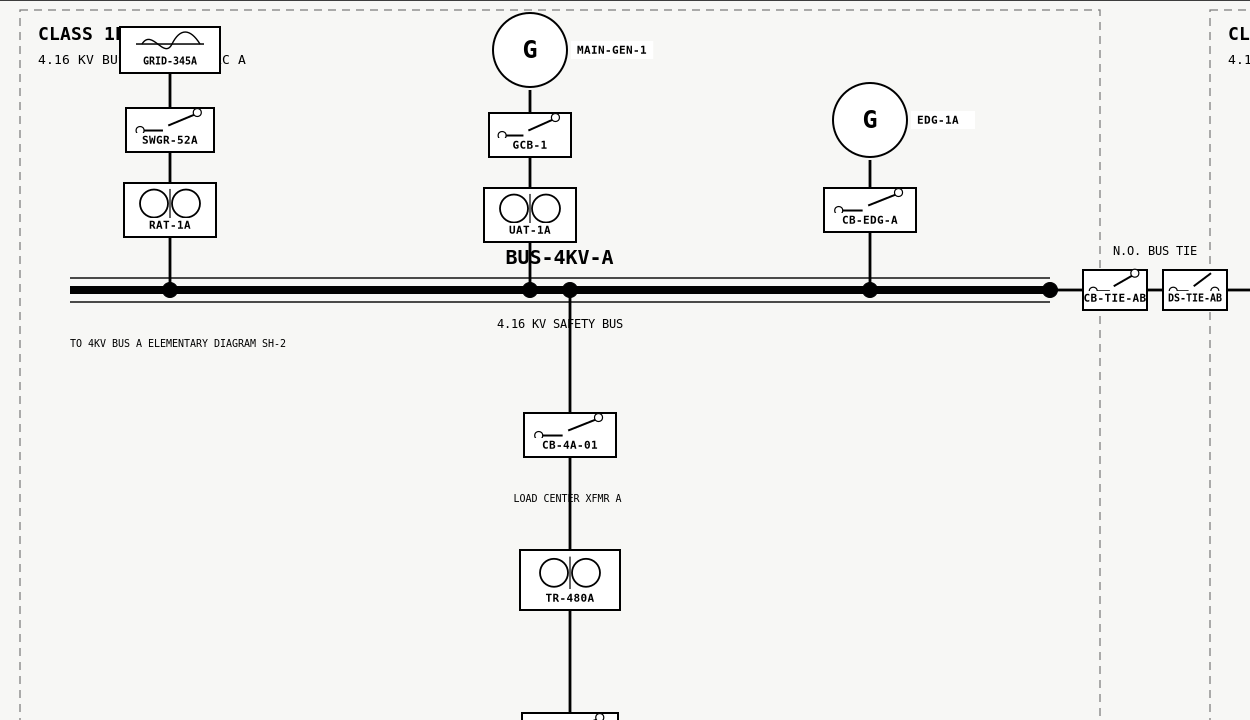 CLASS 1
GRID-345A
4.16 KV BU
C A
G
MAIN-GEN-1
CL
4.1
SWGR-52A
GCB-1
G
EDG-1A
RAT-1A
UAT-1A
CB-EDG-A
BUS-4KV-A
N.O. BUS TIE
CB-TIE-AB
DS-TIE-AB
4.16 KV SAFETY BUS
TO 4KV BUS A ELEMENTARY DIAGRAM SH-2
CB-4A-01
LOAD CENTER XFMR A
TR-480A